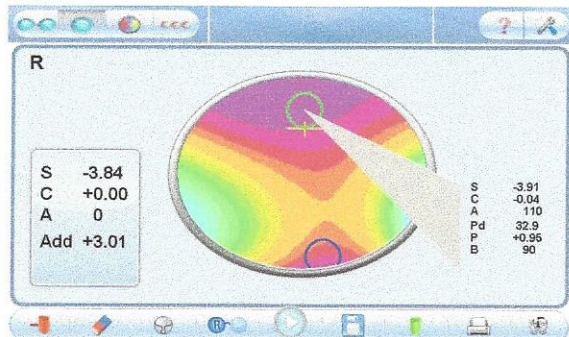 ?
R
S -3.84
C +0.00
A 0
Add +3.01
S -3.91
C -0.04
A 110
Pd 32.9
P +0.95
B 90
R